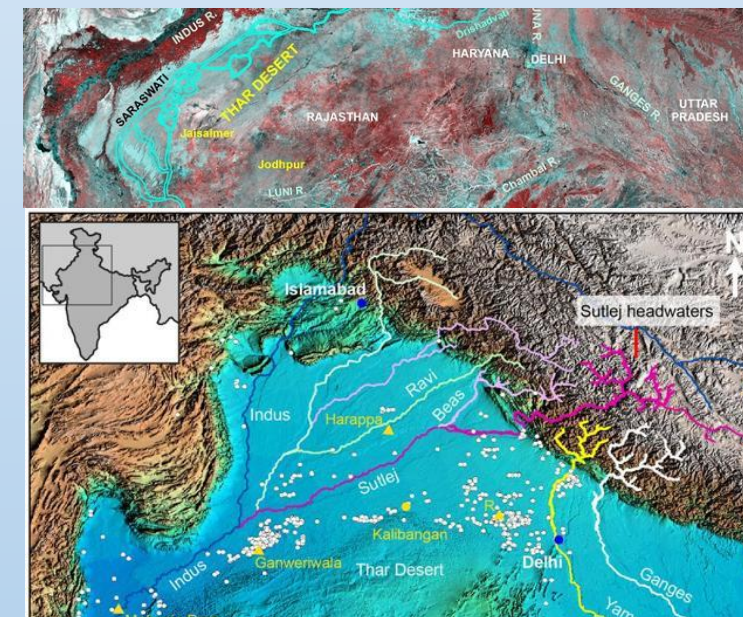 INDUS R.
SARASWATI
THAR DESERT
Jaisalmer
Jodhpur
LUNI R.
RAJASTHAN
Drishadvati
HARYANA
DELHI
GANGES R.
UTTAR
PRADESH
Chambal R.
N
Islamabad
Sutlej headwaters
Indus
Ravi
Beas
Harappa
Sutlej
R.
Kalibangan
Ganweriwala
Indus
Thar Desert
Delhi
Ganges